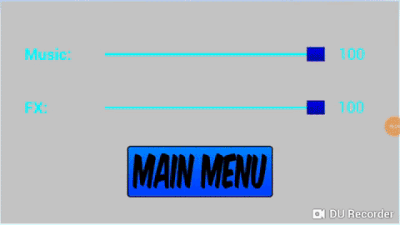 Music: 100
FX: 100
MAIN MENU
DU Recorder